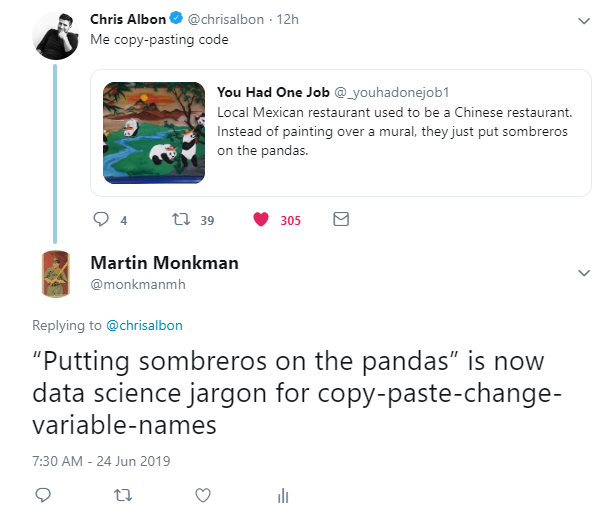 Chris Albon @chrisalbon · 12h
Me copy-pasting code
You Had One Job @_youhadonejob1
Local Mexican restaurant used to be a Chinese restaurant.
Instead of painting over a mural, they just put sombreros
on the pandas.
4 39 305
Martin Monkman
@monkmanmh
Replying to @chrisalbon
“Putting sombreros on the pandas” is now
data science jargon for copy-paste-change-
variable-names
7:30 AM - 24 Jun 2019